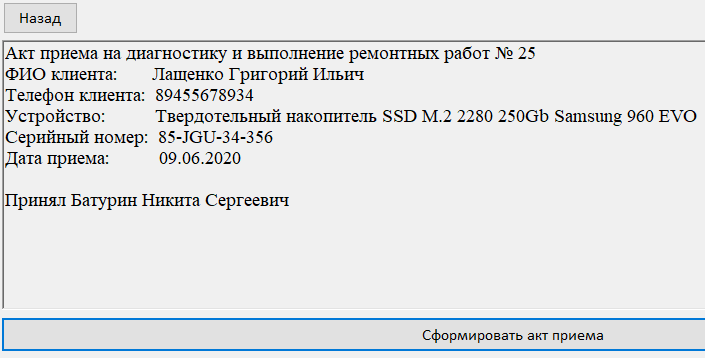 Назад
Акт приема на диагностику и выполнение ремонтных работ № 25
ФИО клиента: Лащенко Григорий Ильич
Телефон клиента: 89455678934
Устройство: Твердотельный накопитель SSD M.2 2280 250Gb Samsung 960 EVO
Серийный номер: 85-JGU-34-356
Дата приема: 09.06.2020
Принял Батурин Никита Сергеевич
Сформировать акт приема